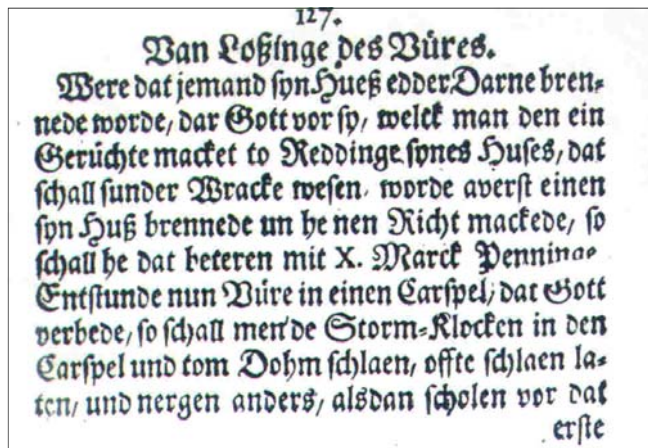 127.
Van Loßinge des Vüres.
Were dat jemand syn Hueß edder Darne bren-
nede worde, dar Gott vor sy, welck man den ein
Gerüchte macket to Reddinge synes Huses, dat
schall sunder Wracke wesen, worde averst einen
syn Huß brennede un he nen Richt mackede, so
schall he dat beteren mit X. Marck Penninge
Entstunde nun Vüre in einen Carspel, dat Gott
verbede, so schall men de Storm-Klocken in den
Carspel und tom Dohm schlaen, offte schlaen la-
ten, und nergen anders, alsdan scholen vor dat
erste